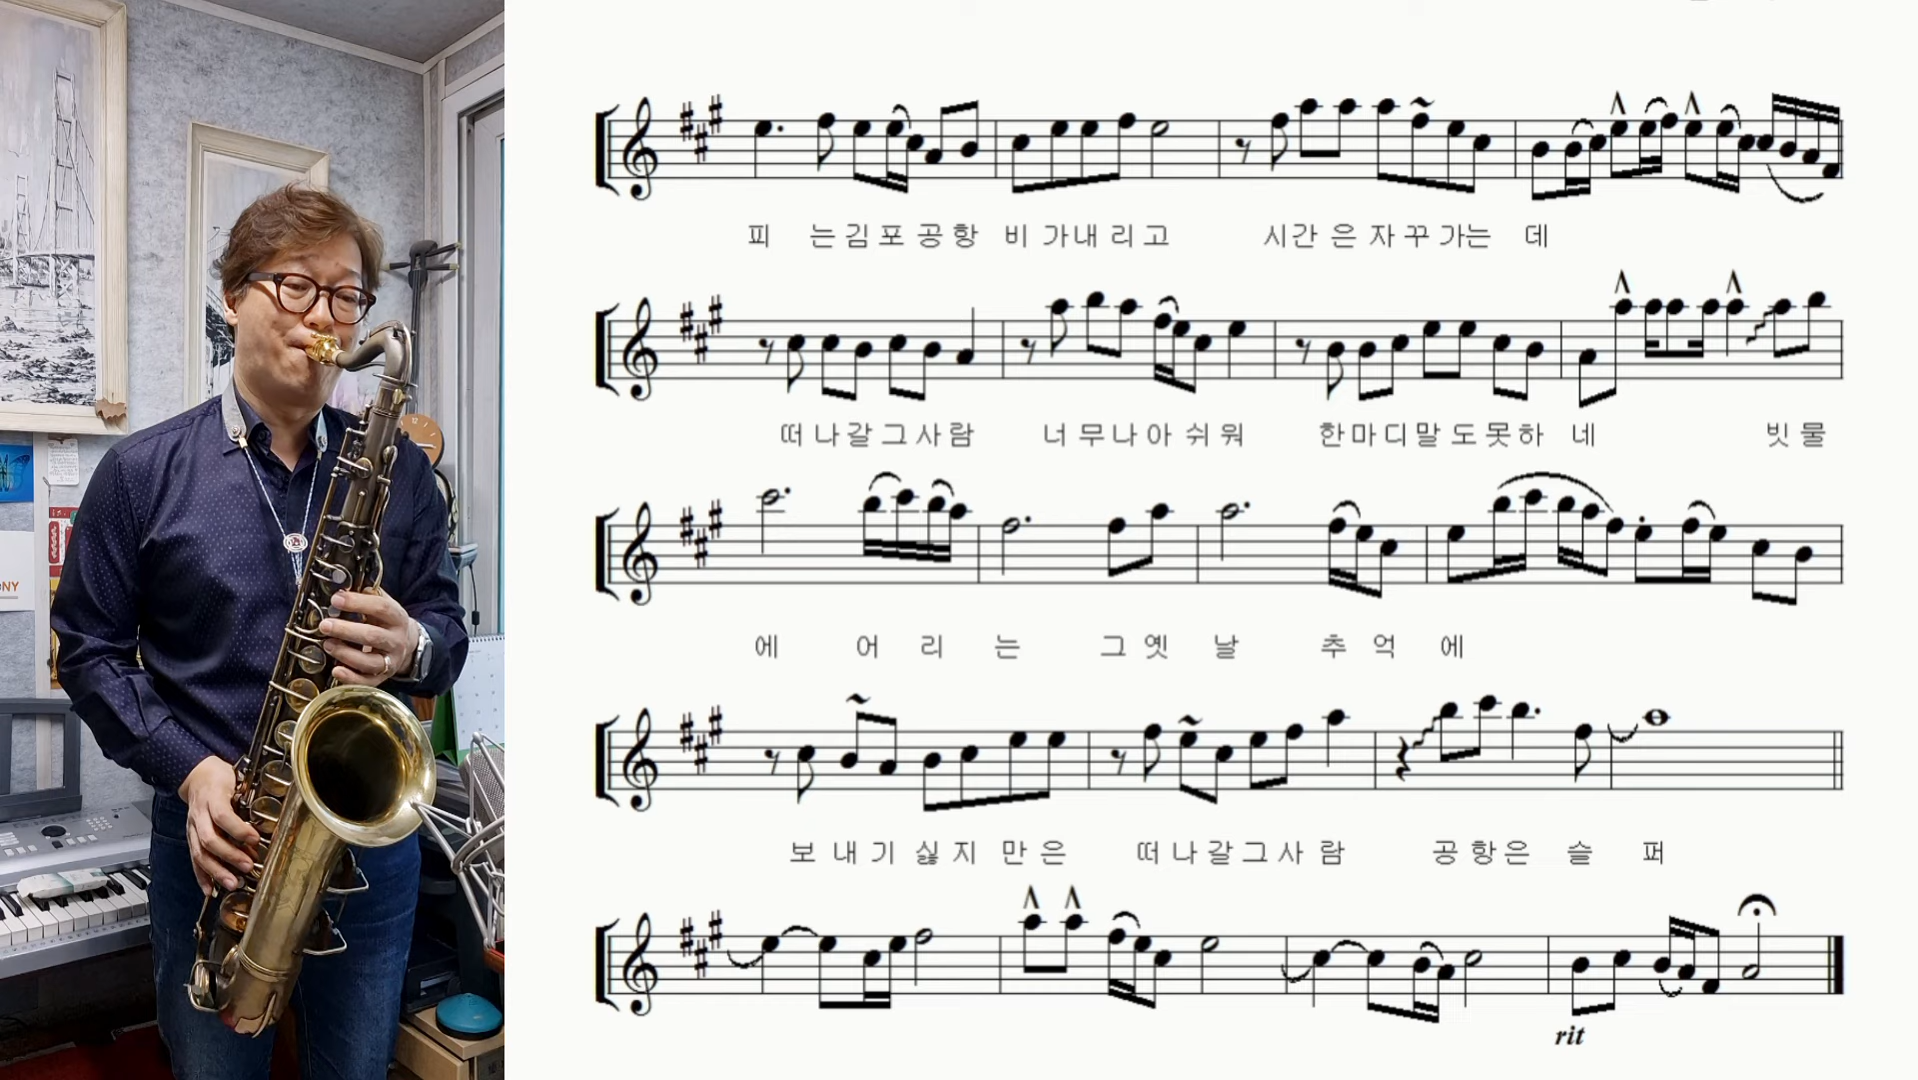 피 는김포공항 비 가내 리고 시간 은 자꾸 가는 데
떠나갈그사람 너무나아 쉬워 한마디말도못하 네 빗물
에 어 리 는 그 옛 날 추 억 에
보 내 기 싫 지 만 은 떠나갈그사 람 공항은 슬 퍼
rit
NY